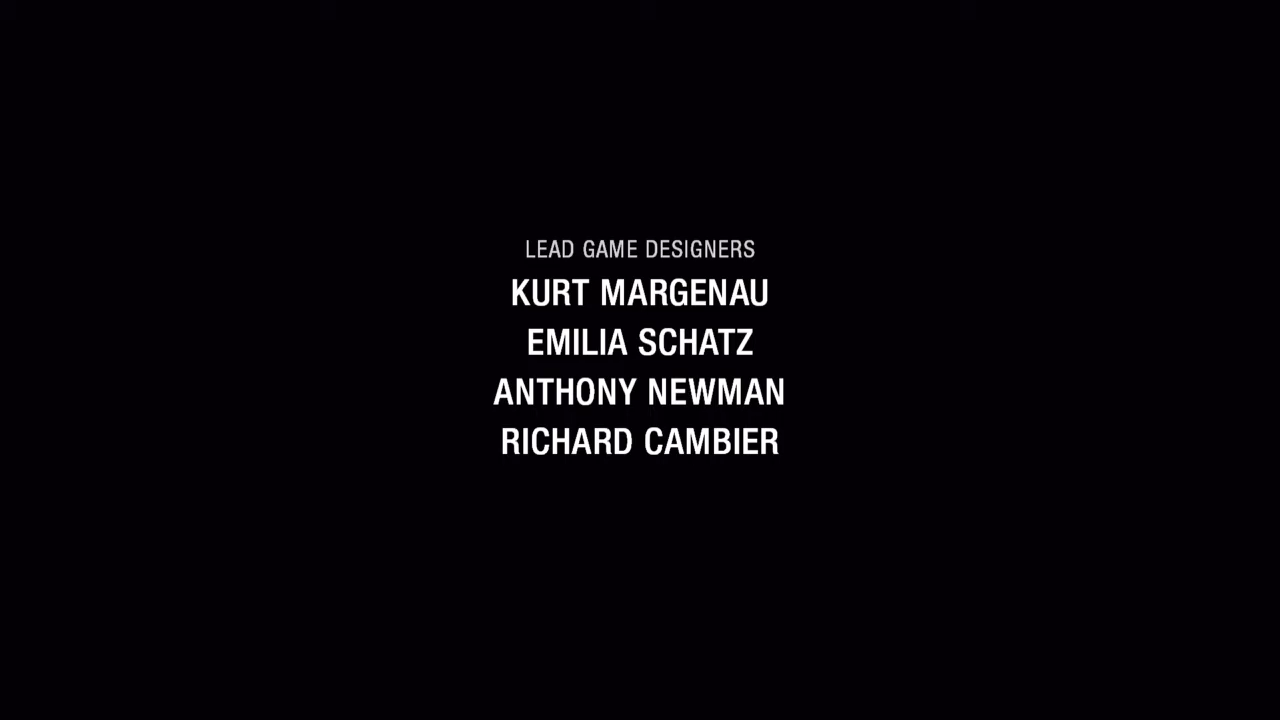 LEAD GAME DESIGNERS
KURT MARGENAU
EMILIA SCHATZ
ANTHONY NEWMAN
RICHARD CAMBIER